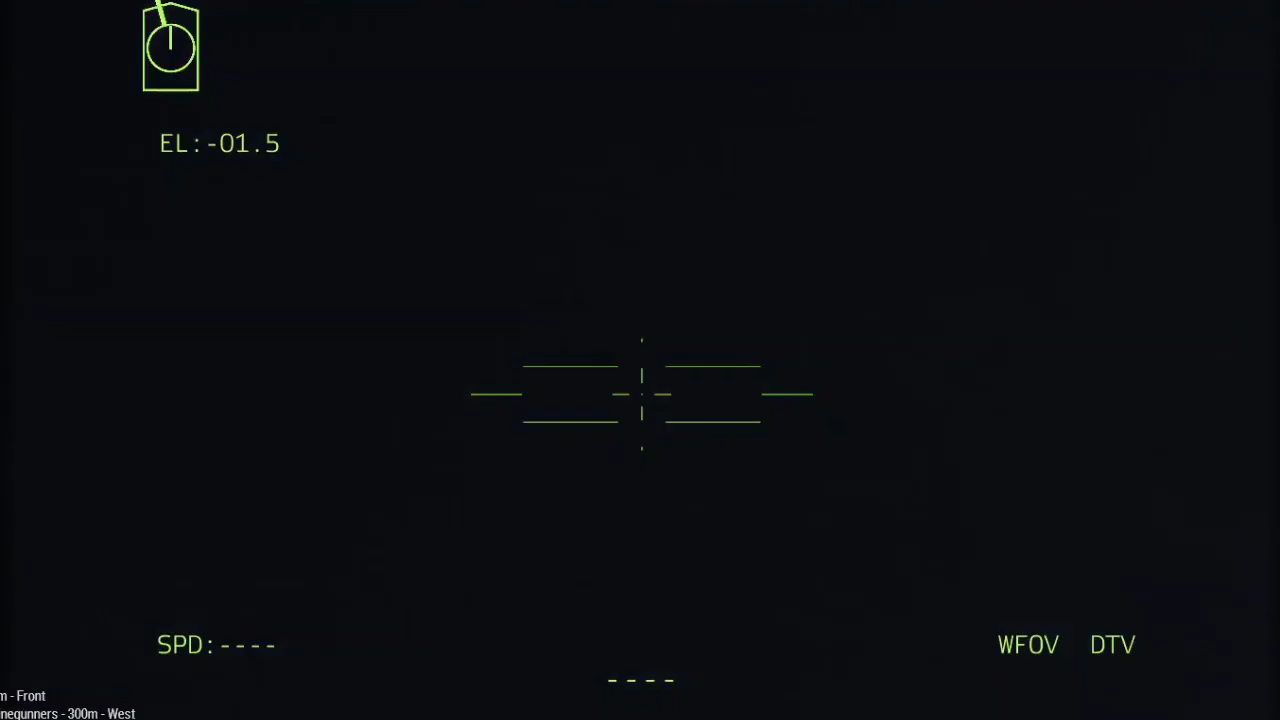 EL:-01.5
SPD:----
WFOV DTV
----
m - Front
negunners - 300m - West